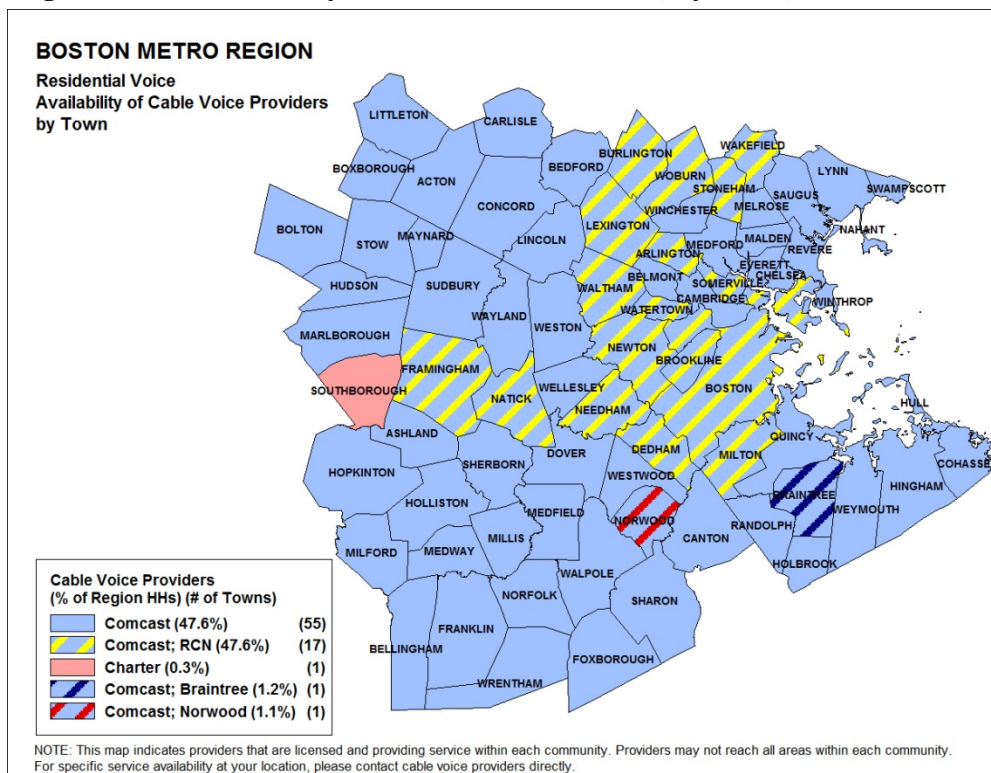 BOSTON METRO REGION
Residential Voice
Availability of Cable Voice Providers
by Town
LITTLETON
CARLISLE
BURLINGTON
WAKEFIELD
BOXBOROUGH
BEDFORD
WOBURN
LYNN
ACTON
STONEHAM
SWAMPSCOTT
SAUGUS
CONCORD
WINCHESTER
MELROSE
BOLTON
LEXINGTON
NAHANT
STOW
MAYNARD
LINCOLN
MEDFORD
MALDEN
REVERE
ARLINGTON
EVERETT
CHELSEA
HUDSON
SUDBURY
BELMONT
SOMERVILLE
WALTHAM
CAMBRIDGE
WINTHROP
WAYLAND
WESTON
WATERTOWN
MARLBOROUGH
NEWTON
BROOKLINE
FRAMINGHAM
SOUTHBOROUGH
WELLESLEY
BOSTON
NATICK
NEEDHAM
HULL
ASHLAND
QUINCY
DEDHAM
MILTON
DOVER
SHERBORN
COHASSE
HOPKINTON
WESTWOOD
HINGHAM
BRAINTREE
HOLLISTON
WEYMOUTH
MEDFIELD
NORWOOD
RANDOLPH
MILLIS
CANTON
MILFORD
MEDWAY
HOLBROOK
WALPOLE
NORFOLK
SHARON
FRANKLIN
BELLINGHAM
FOXBOROUGH
WRENTHAM
Cable Voice Providers
(% of Region HHs) (# of Towns)
Comcast (47.6%) (55)
Comcast; RCN (47.6%) (17)
Charter (0.3%) (1)
Comcast; Braintree (1.2%) (1)
Comcast; Norwood (1.1%) (1)
NOTE: This map indicates providers that are licensed and providing service within each community. Providers may not reach all areas within each community.
For specific service availability at your location, please contact cable voice providers directly.